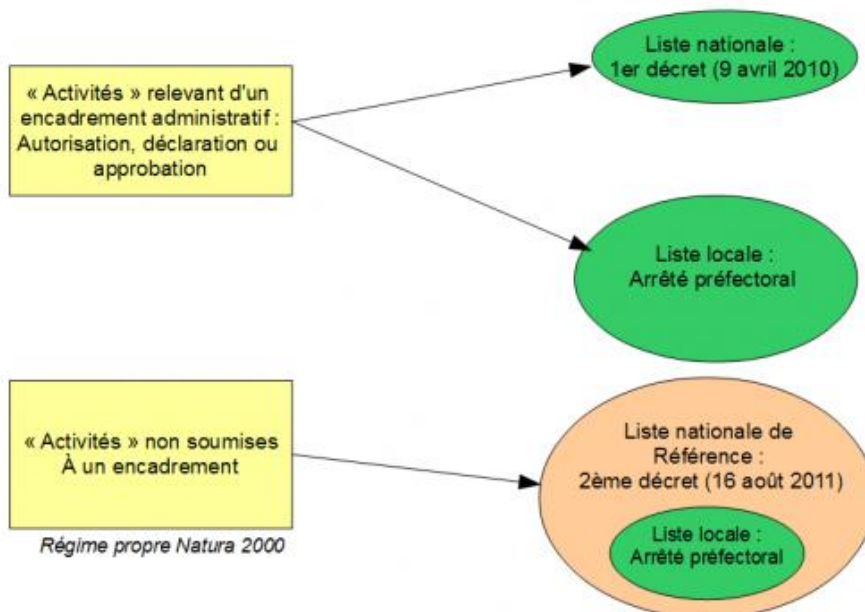 « Activités » relevant d'un
encadrement administratif :
Autorisation, déclaration ou
approbation
Liste nationale :
1er décret (9 avril 2010)
Liste locale :
Arrêté préfectoral
« Activités » non soumises
À un encadrement
Régime propre Natura 2000
Liste nationale de
Référence :
2ème décret (16 août 2011)
Liste locale :
Arrêté préfectoral